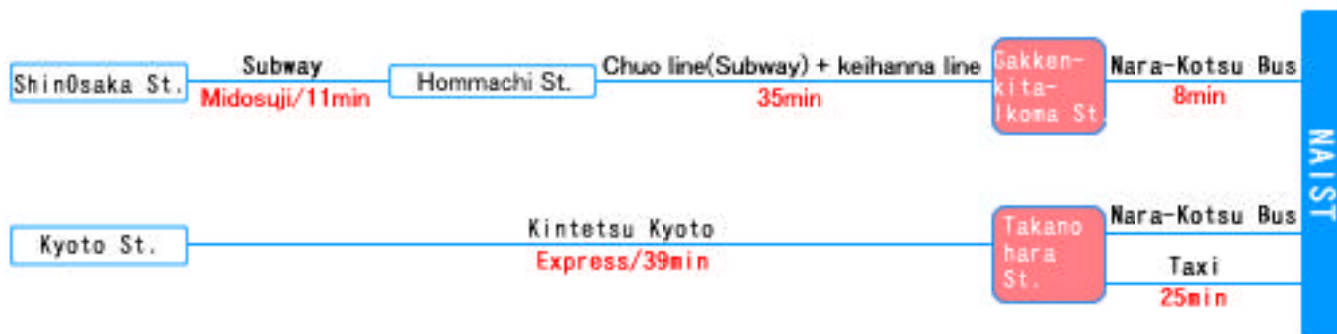 ShinOsaka St.
Subway
Midosuji/11min
Hommachi St.
Chuo line(Subway) + keihanna line
35min
Gakken-
kita-
Ikoma St.
Nara-Kotsu Bus
8min
NAIST
Kyoto St.
Kintetsu Kyoto
Express/39min
Takano
hara
St.
Nara-Kotsu Bus
Taxi
25min